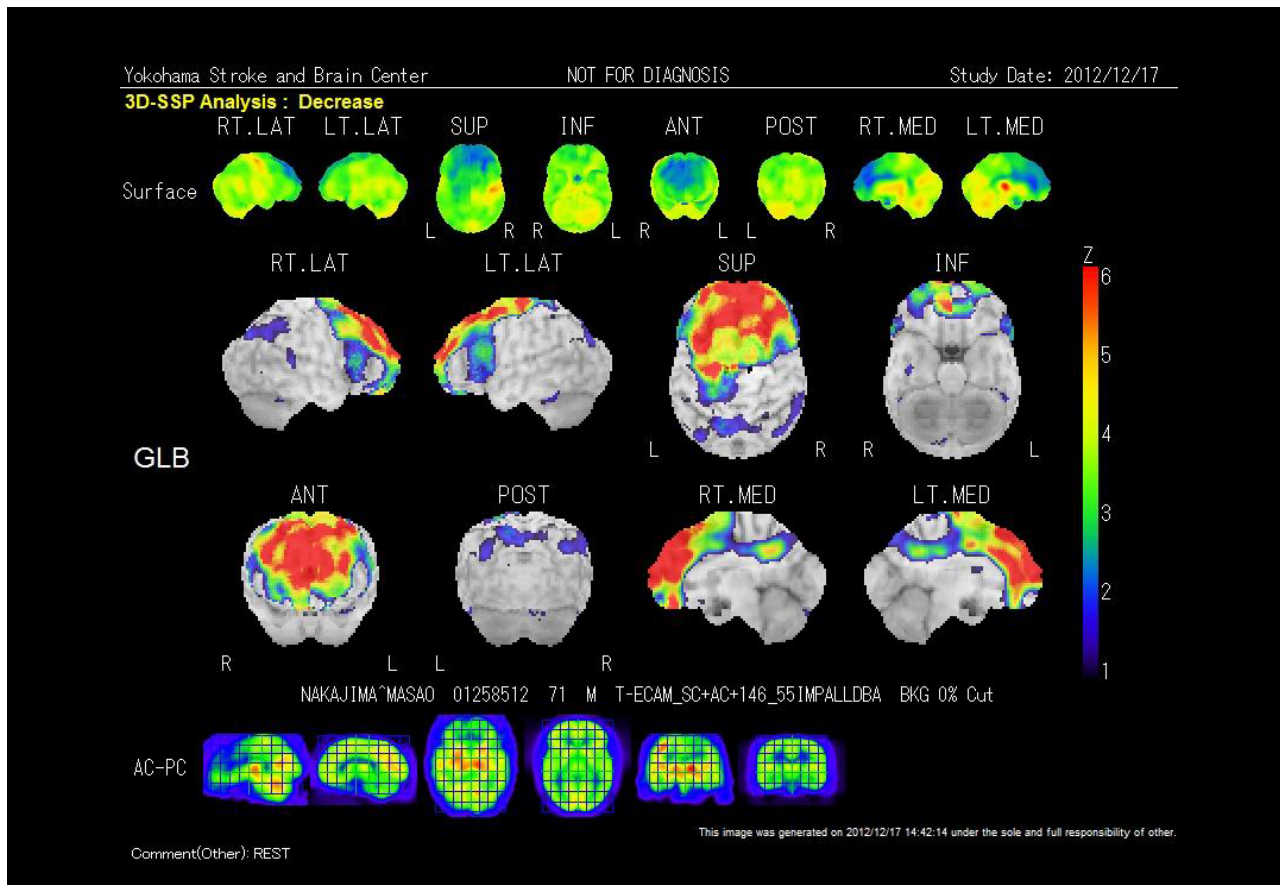 Yokohama Stroke and Brain Center NOT FOR DIAGNOSIS Study Date: 2012/12/17
3D-SSP Analysis : Decrease
RT.LAT LT.LAT SUP INF ANT POST RT.MED LT.MED
Surface
L R R L R L L R
RT.LAT LT.LAT SUP INF
Z
6
5
4
3
2
1
L R R L
GLB
ANT POST RT.MED LT.MED
R L L R
NAKAJIMA^MASAO 01258512 71 M T-ECAM_SC+AC+146_55IMPALLDBA BKG 0% Cut
AC-PC
This image was generated on 2012/12/17 14:42:14 under the sole and full responsibility of other.
Comment(Other): REST